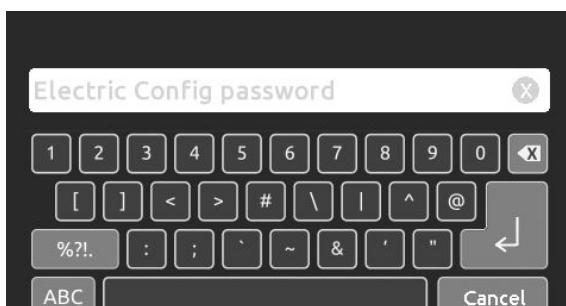 Electric Config password
1 2 3 4 5 6 7 8 9 0
[ ] < > # \ | ^ @
%?!. : ; ` ~ & ' "
ABC Cancel